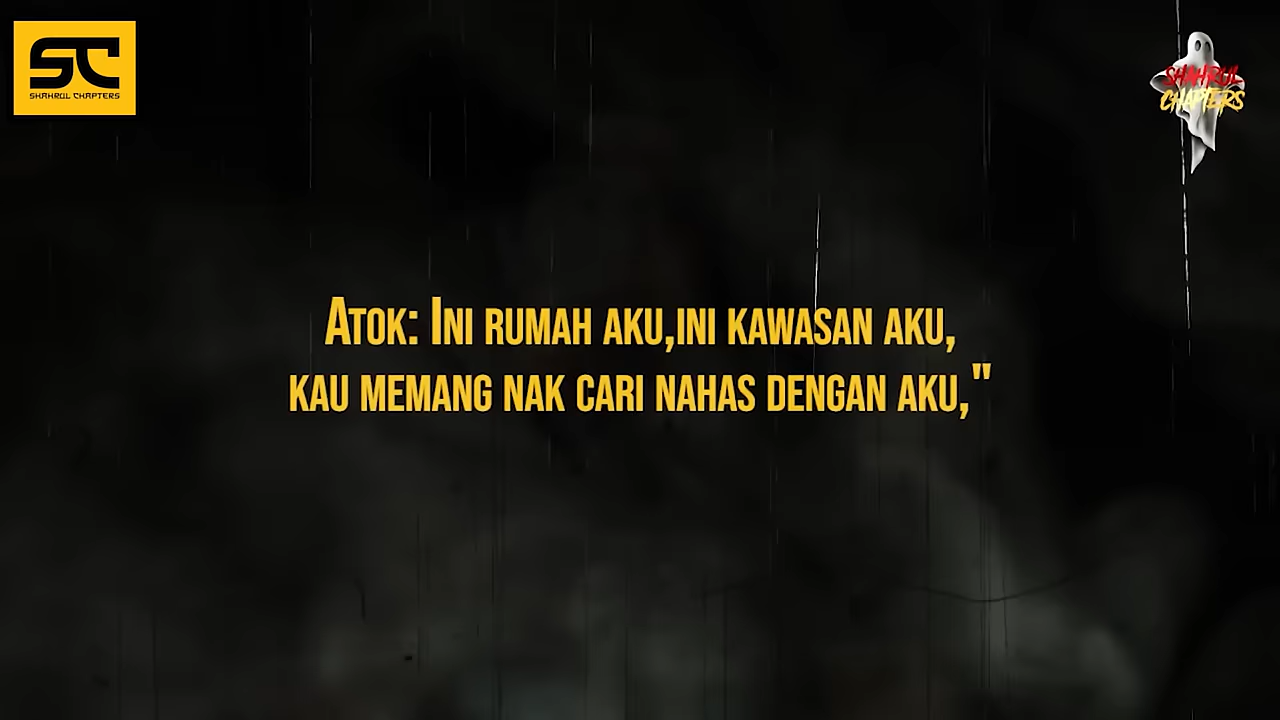 SC
SHAHRUL CHAPTERS
SHAHRUL
CHAPTERS
ATOK: INI RUMAH AKU,INI KAWASAN AKU,
KAU MEMANG NAK CARI NAHAS DENGAN AKU,"